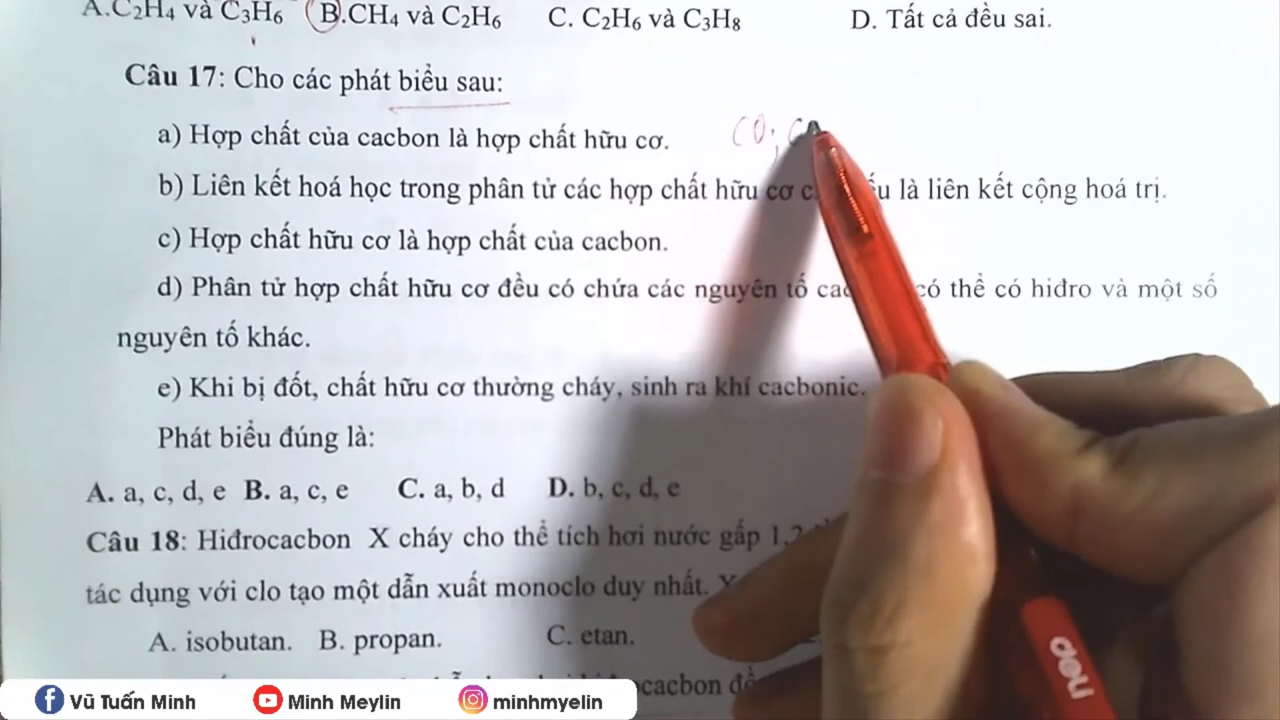 A.C₂H₄ và C₃H₆ B.CH₄ và C₂H₆ C. C₂H₆ và C₃H₈ D. Tất cả đều sai.
Câu 17: Cho các phát biểu sau:
a) Hợp chất của cacbon là hợp chất hữu cơ. CO; C
b) Liên kết hoá học trong phân tử các hợp chất hữu cơ là liên kết cộng hoá trị.
c) Hợp chất hữu cơ là hợp chất của cacbon.
d) Phân tử hợp chất hữu cơ đều có chứa các nguyên tố có thể có hiđro và một số
nguyên tố khác.
e) Khi bị đốt, chất hữu cơ thường cháy, sinh ra khí cacbonic.
Phát biểu đúng là:
A. a, c, d, e B. a, c, e C. a, b, d D. b, c, d, e
Câu 18: Hiđrocacbon X cháy cho thể tích hơi nước gấp 1,2
tác dụng với clo tạo một dẫn xuất monoclo duy nhất.
A. isobutan. B. propan. C. etan.
Vũ Tuấn Minh Minh Meylin minhmyelin
deli